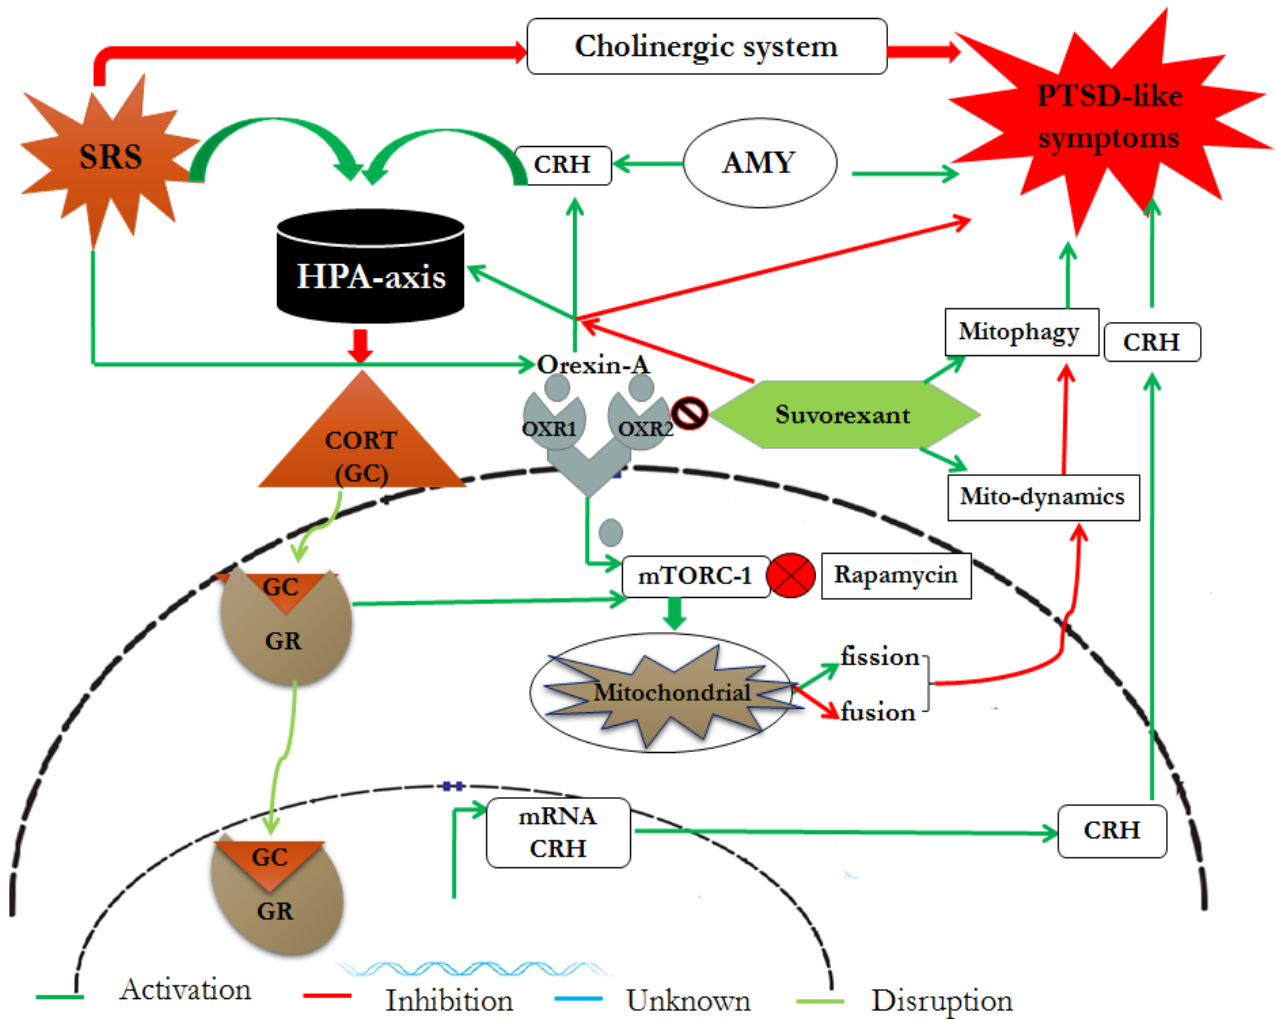 Cholinergic system
PTSD-like
symptoms
SRS
CRH
AMY
HPA-axis
Mitophagy
CRH
Orexin-A
OXR1
OXR2
Suvorexant
CORT
(GC)
Mito-dynamics
mTORC-1
Rapamycin
GC
GR
fission
Mitochondrial
fusion
mRNA
CRH
CRH
GC
GR
Activation
Inhibition
Unknown
Disruption